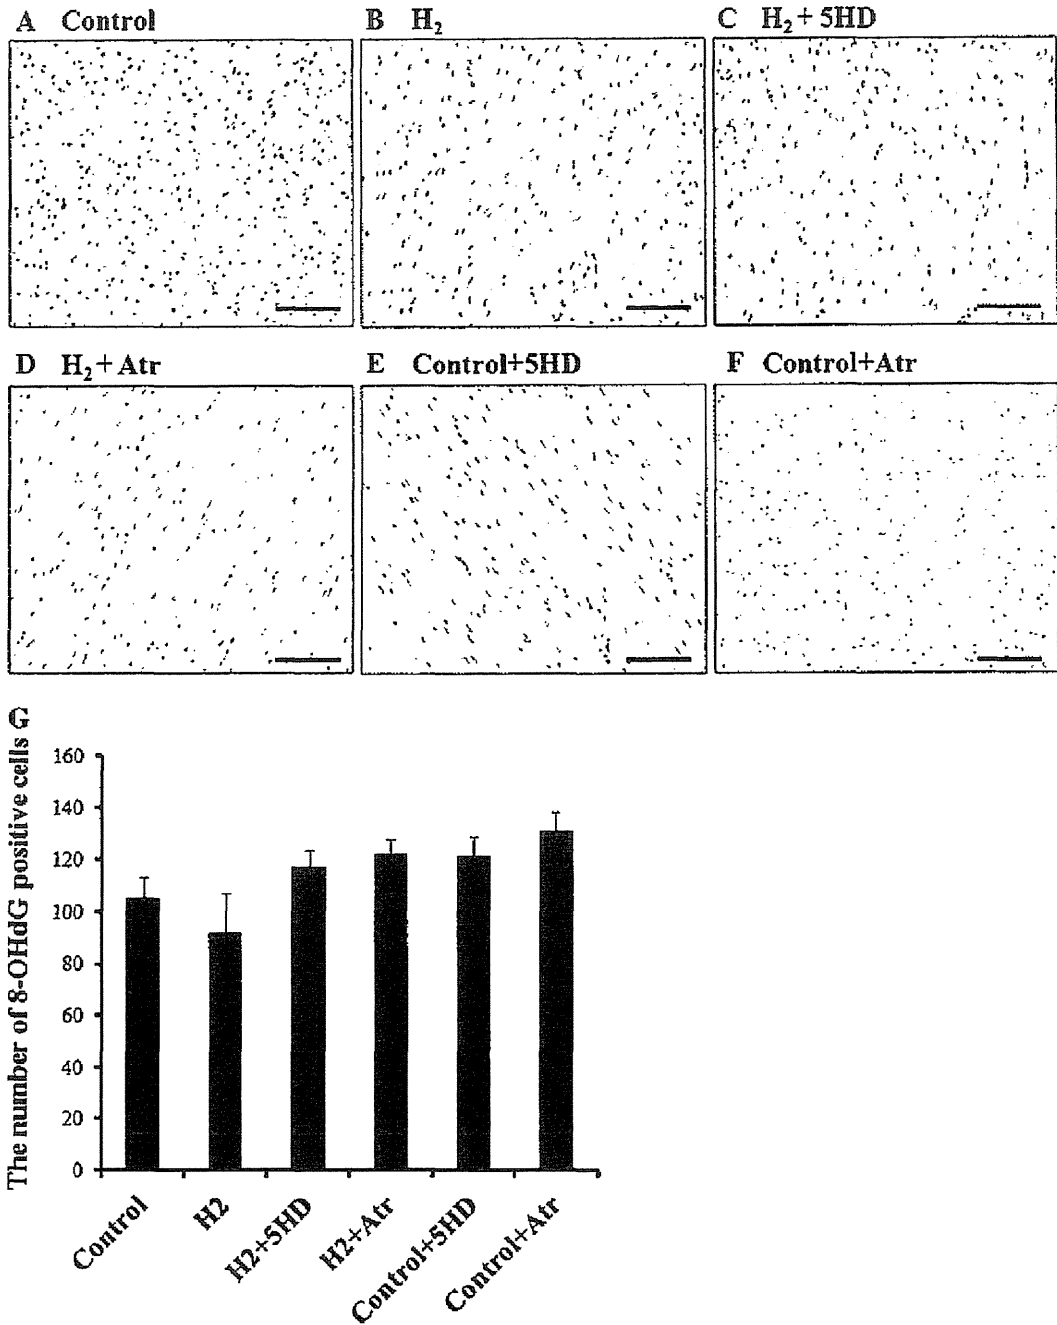 A Control
B H₂
C H₂ + 5HD
D H₂ + Atr
E Control+5HD
F Control+Atr
G
The number of 8-OHdG positive cells
160
140
120
100
80
60
40
20
0
Control
H2
H2+5HD
H2+Atr
Control+5HD
Control+Atr